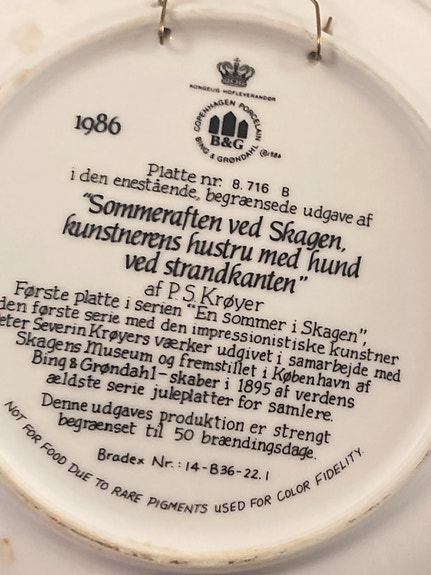 KONGELIG HOFLEVERANDØR
COPENHAGEN PORCELAIN
B&G
BING & GRØNDAHL
1986
Platte nr. 8.716 B
i den enestående, begrænsede udgave af
"Sommeraften ved Skagen,
kunstnerens hustru med hund
ved strandkanten"
af P.S. Krøyer
Første platte i serien "En sommer i Skagen",
den første serie med den impressionistiske kunstner
eter Severin Krøyers værker udgivet i samarbejde med
Skagens Museum og fremstillet i København af
Bing & Grøndahl-skaber i 1895 af verdens
ældste serie juleplatter for samlere.
Denne udgaves produktion er strengt
begrænset til 50 brændingsdage.
Bradex Nr.: 14-B36-22.1
NOT FOR FOOD DUE TO RARE PIGMENTS USED FOR COLOR FIDELITY.